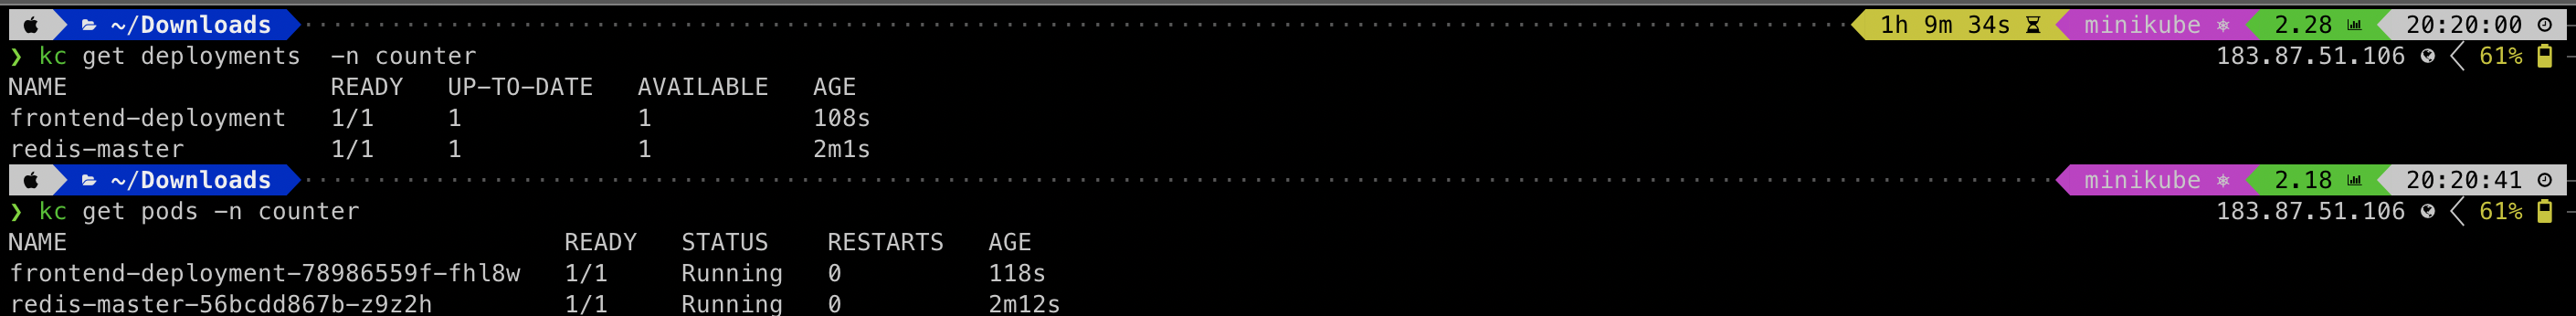 ~/Downloads 1h 9m 34s minikube 2.28 20:20:00
❯ kc get deployments  -n counter 183.87.51.106 61%
NAME READY UP-TO-DATE AVAILABLE AGE
frontend-deployment 1/1 1 1 108s
redis-master 1/1 1 1 2m1s
~/Downloads minikube 2.18 20:20:41
❯ kc get pods -n counter 183.87.51.106 61%
NAME READY STATUS RESTARTS AGE
frontend-deployment-78986559f-fhl8w 1/1 Running 0 118s
redis-master-56bcdd867b-z9z2h 1/1 Running 0 2m12s